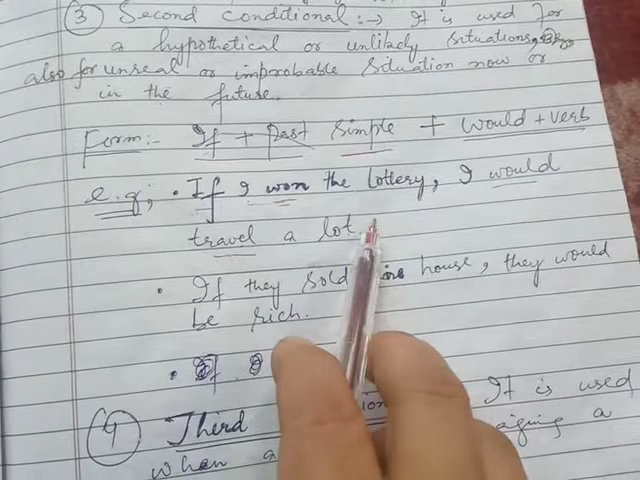 ③ Second conditional :→ It is used for
a hypothetical or unlikely situations,
also for unreal or improbable situation now or
in the future.
Form:- If + past simple + would + verb
e.g; • If I won the lottery, I would
travel a lot.
• If they sold house, they would
be rich.
• If I
④ Third It is used
when a